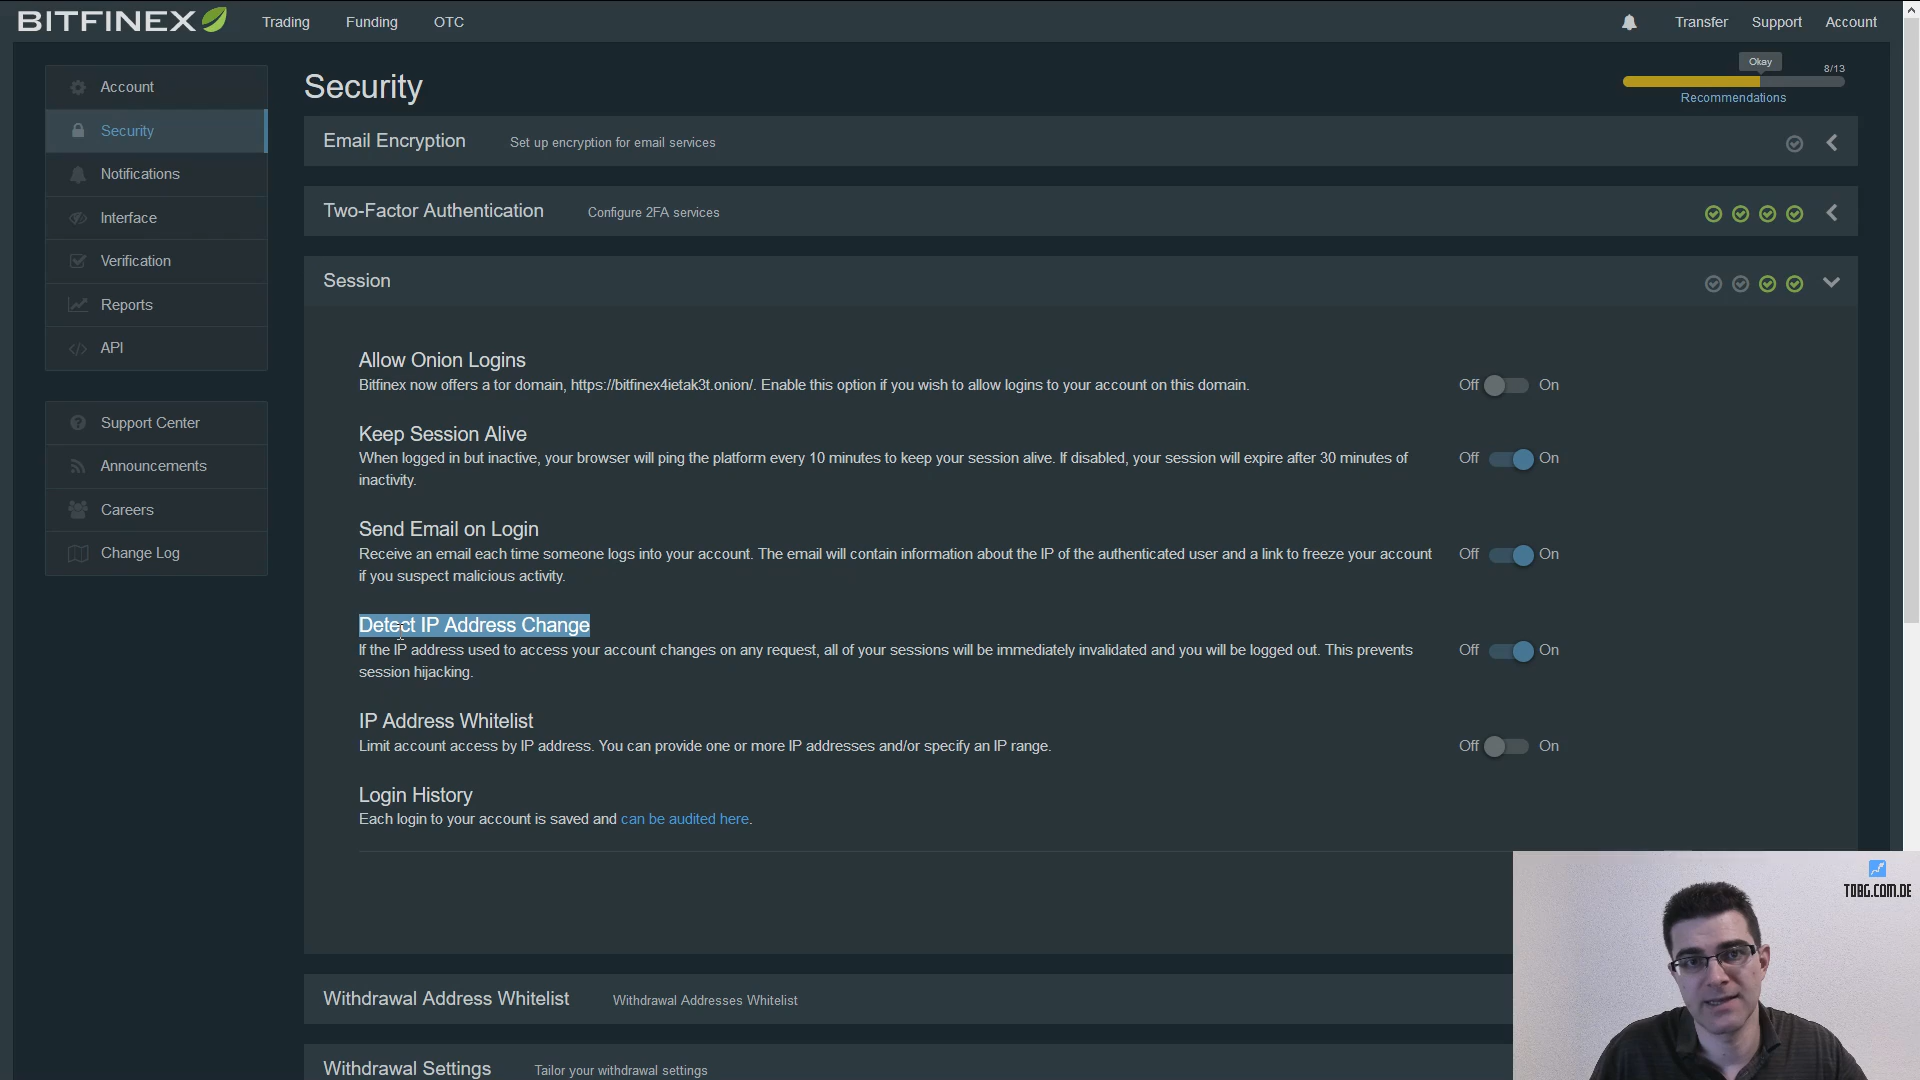 BITFINEX
Trading
Funding
OTC
Transfer
Support
Account
Account
Security
Notifications
Interface
Verification
Reports
API
Support Center
Announcements
Careers
Change Log
Security
Okay
8/13
Recommendations
Email Encryption
Set up encryption for email services
Two-Factor Authentication
Configure 2FA services
Session
Allow Onion Logins
Bitfinex now offers a tor domain, https://bitfinex4ietak3t.onion/. Enable this option if you wish to allow logins to your account on this domain.
Off
On
Keep Session Alive
When logged in but inactive, your browser will ping the platform every 10 minutes to keep your session alive. If disabled, your session will expire after 30 minutes of
inactivity.
Off
On
Send Email on Login
Receive an email each time someone logs into your account. The email will contain information about the IP of the authenticated user and a link to freeze your account
if you suspect malicious activity.
Off
On
Detect IP Address Change
If the IP address used to access your account changes on any request, all of your sessions will be immediately invalidated and you will be logged out. This prevents
session hijacking.
Off
On
IP Address Whitelist
Limit account access by IP address. You can provide one or more IP addresses and/or specify an IP range.
Off
On
Login History
Each login to your account is saved and can be audited here.
Withdrawal Address Whitelist
Withdrawal Addresses Whitelist
Withdrawal Settings
Tailor your withdrawal settings
TOBG.COM.DE